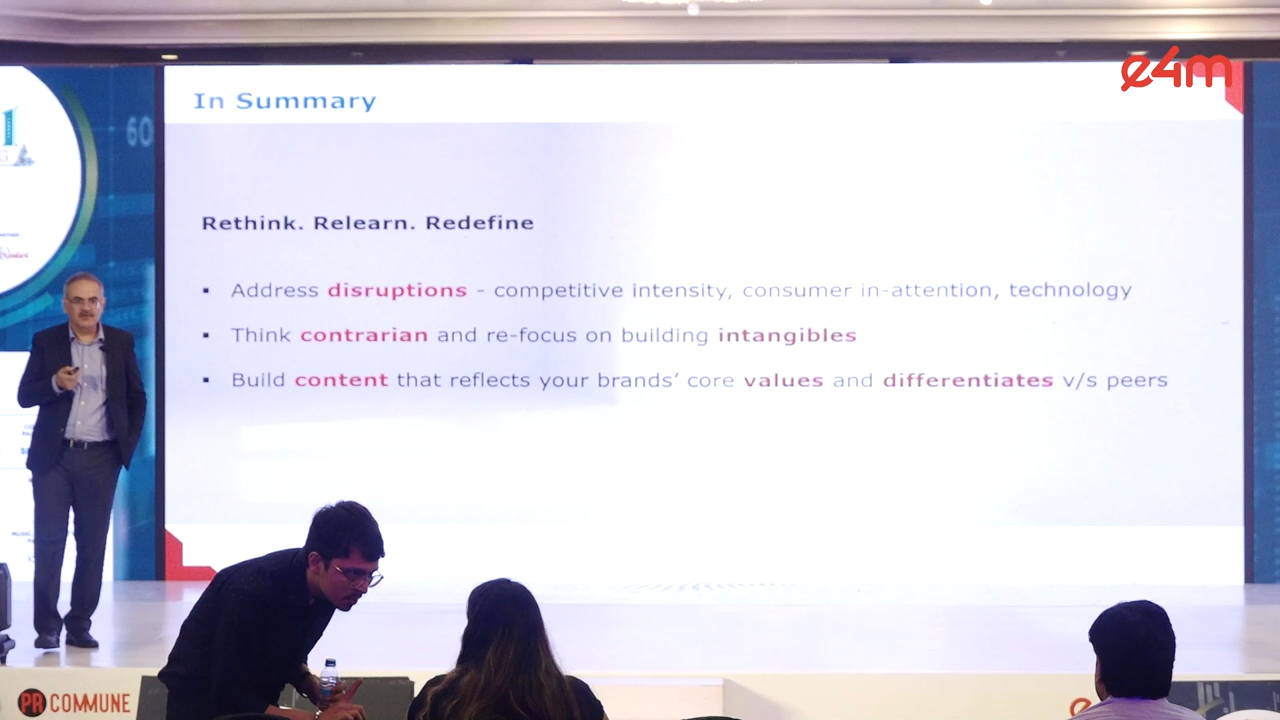 e4m
60
In Summary
Rethink. Relearn. Redefine
▪ Address disruptions - competitive intensity, consumer in-attention, technology
▪ Think contrarian and re-focus on building intangibles
▪ Build content that reflects your brands’ core values and differentiates v/s peers
PR COMMUNE